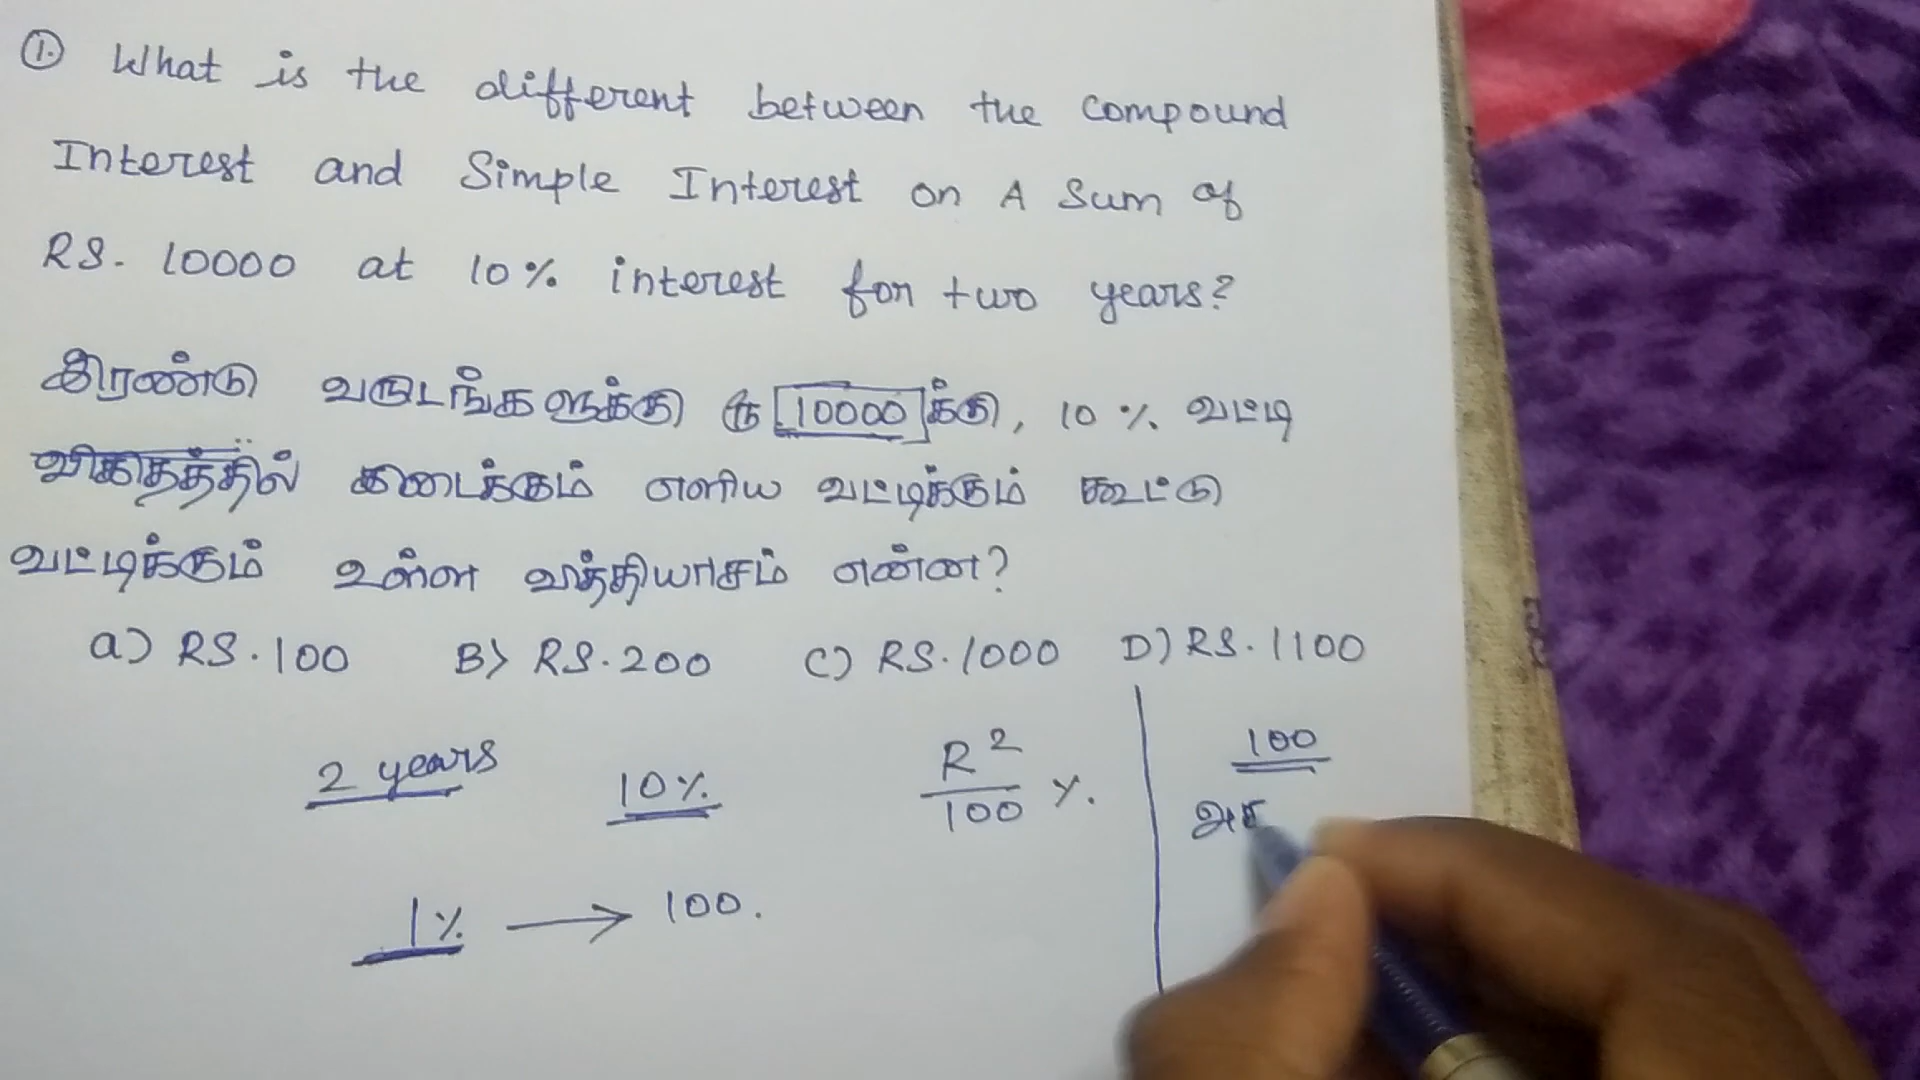 1. What is the different between the Compound
Interest and Simple Interest on A Sum of
RS. 10000 at 10% interest for two years?
இரண்டு வருடங்களுக்கு ரூ 10000 க்கு, 10 % வட்டி
விகிதத்தில் கிடைக்கும் எளிய வட்டிக்கும் கூட்டு
வட்டிக்கும் உள்ள வித்தியாசம் என்ன?
a) RS. 100 B) RS. 200 C) RS. 1000 D) RS. 1100
2 years 10% R²/100 %. 100
அச
1% → 100.